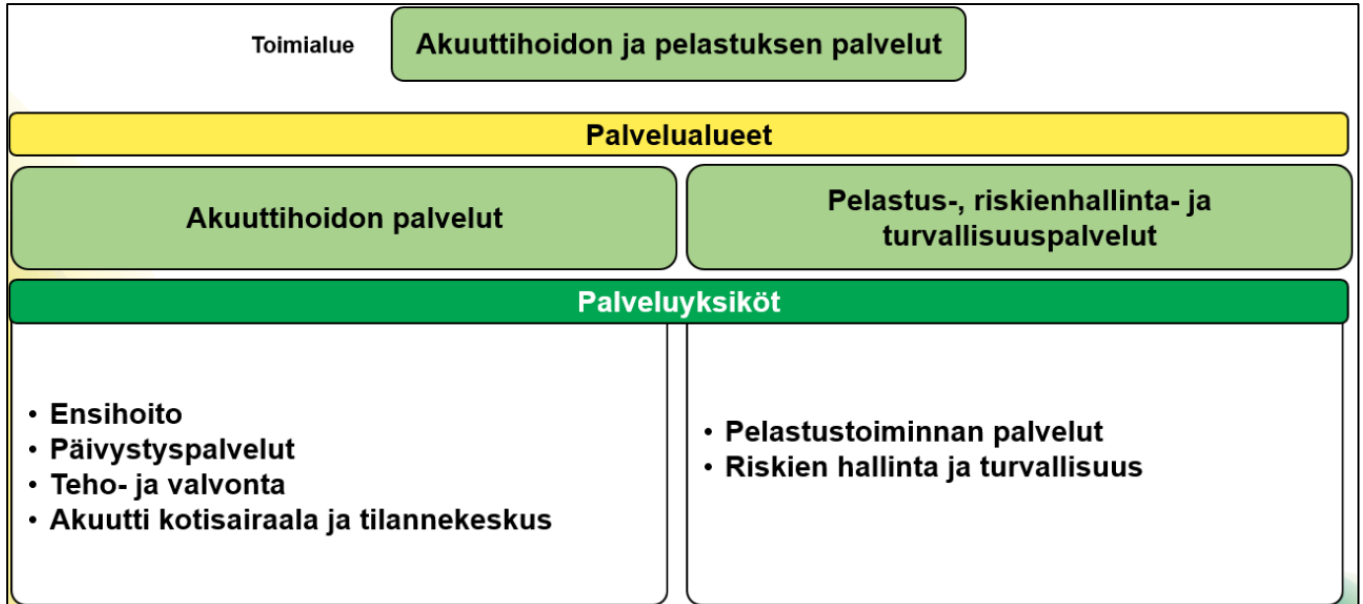 Toimialue
Akuuttihoidon ja pelastuksen palvelut
Palvelualueet
Akuuttihoidon palvelut
Pelastus-, riskienhallinta- ja
turvallisuuspalvelut
Palveluyksiköt
• Ensihoito
• Päivystyspalvelut
• Teho- ja valvonta
• Akuutti kotisairaala ja tilannekeskus
• Pelastustoiminnan palvelut
• Riskien hallinta ja turvallisuus